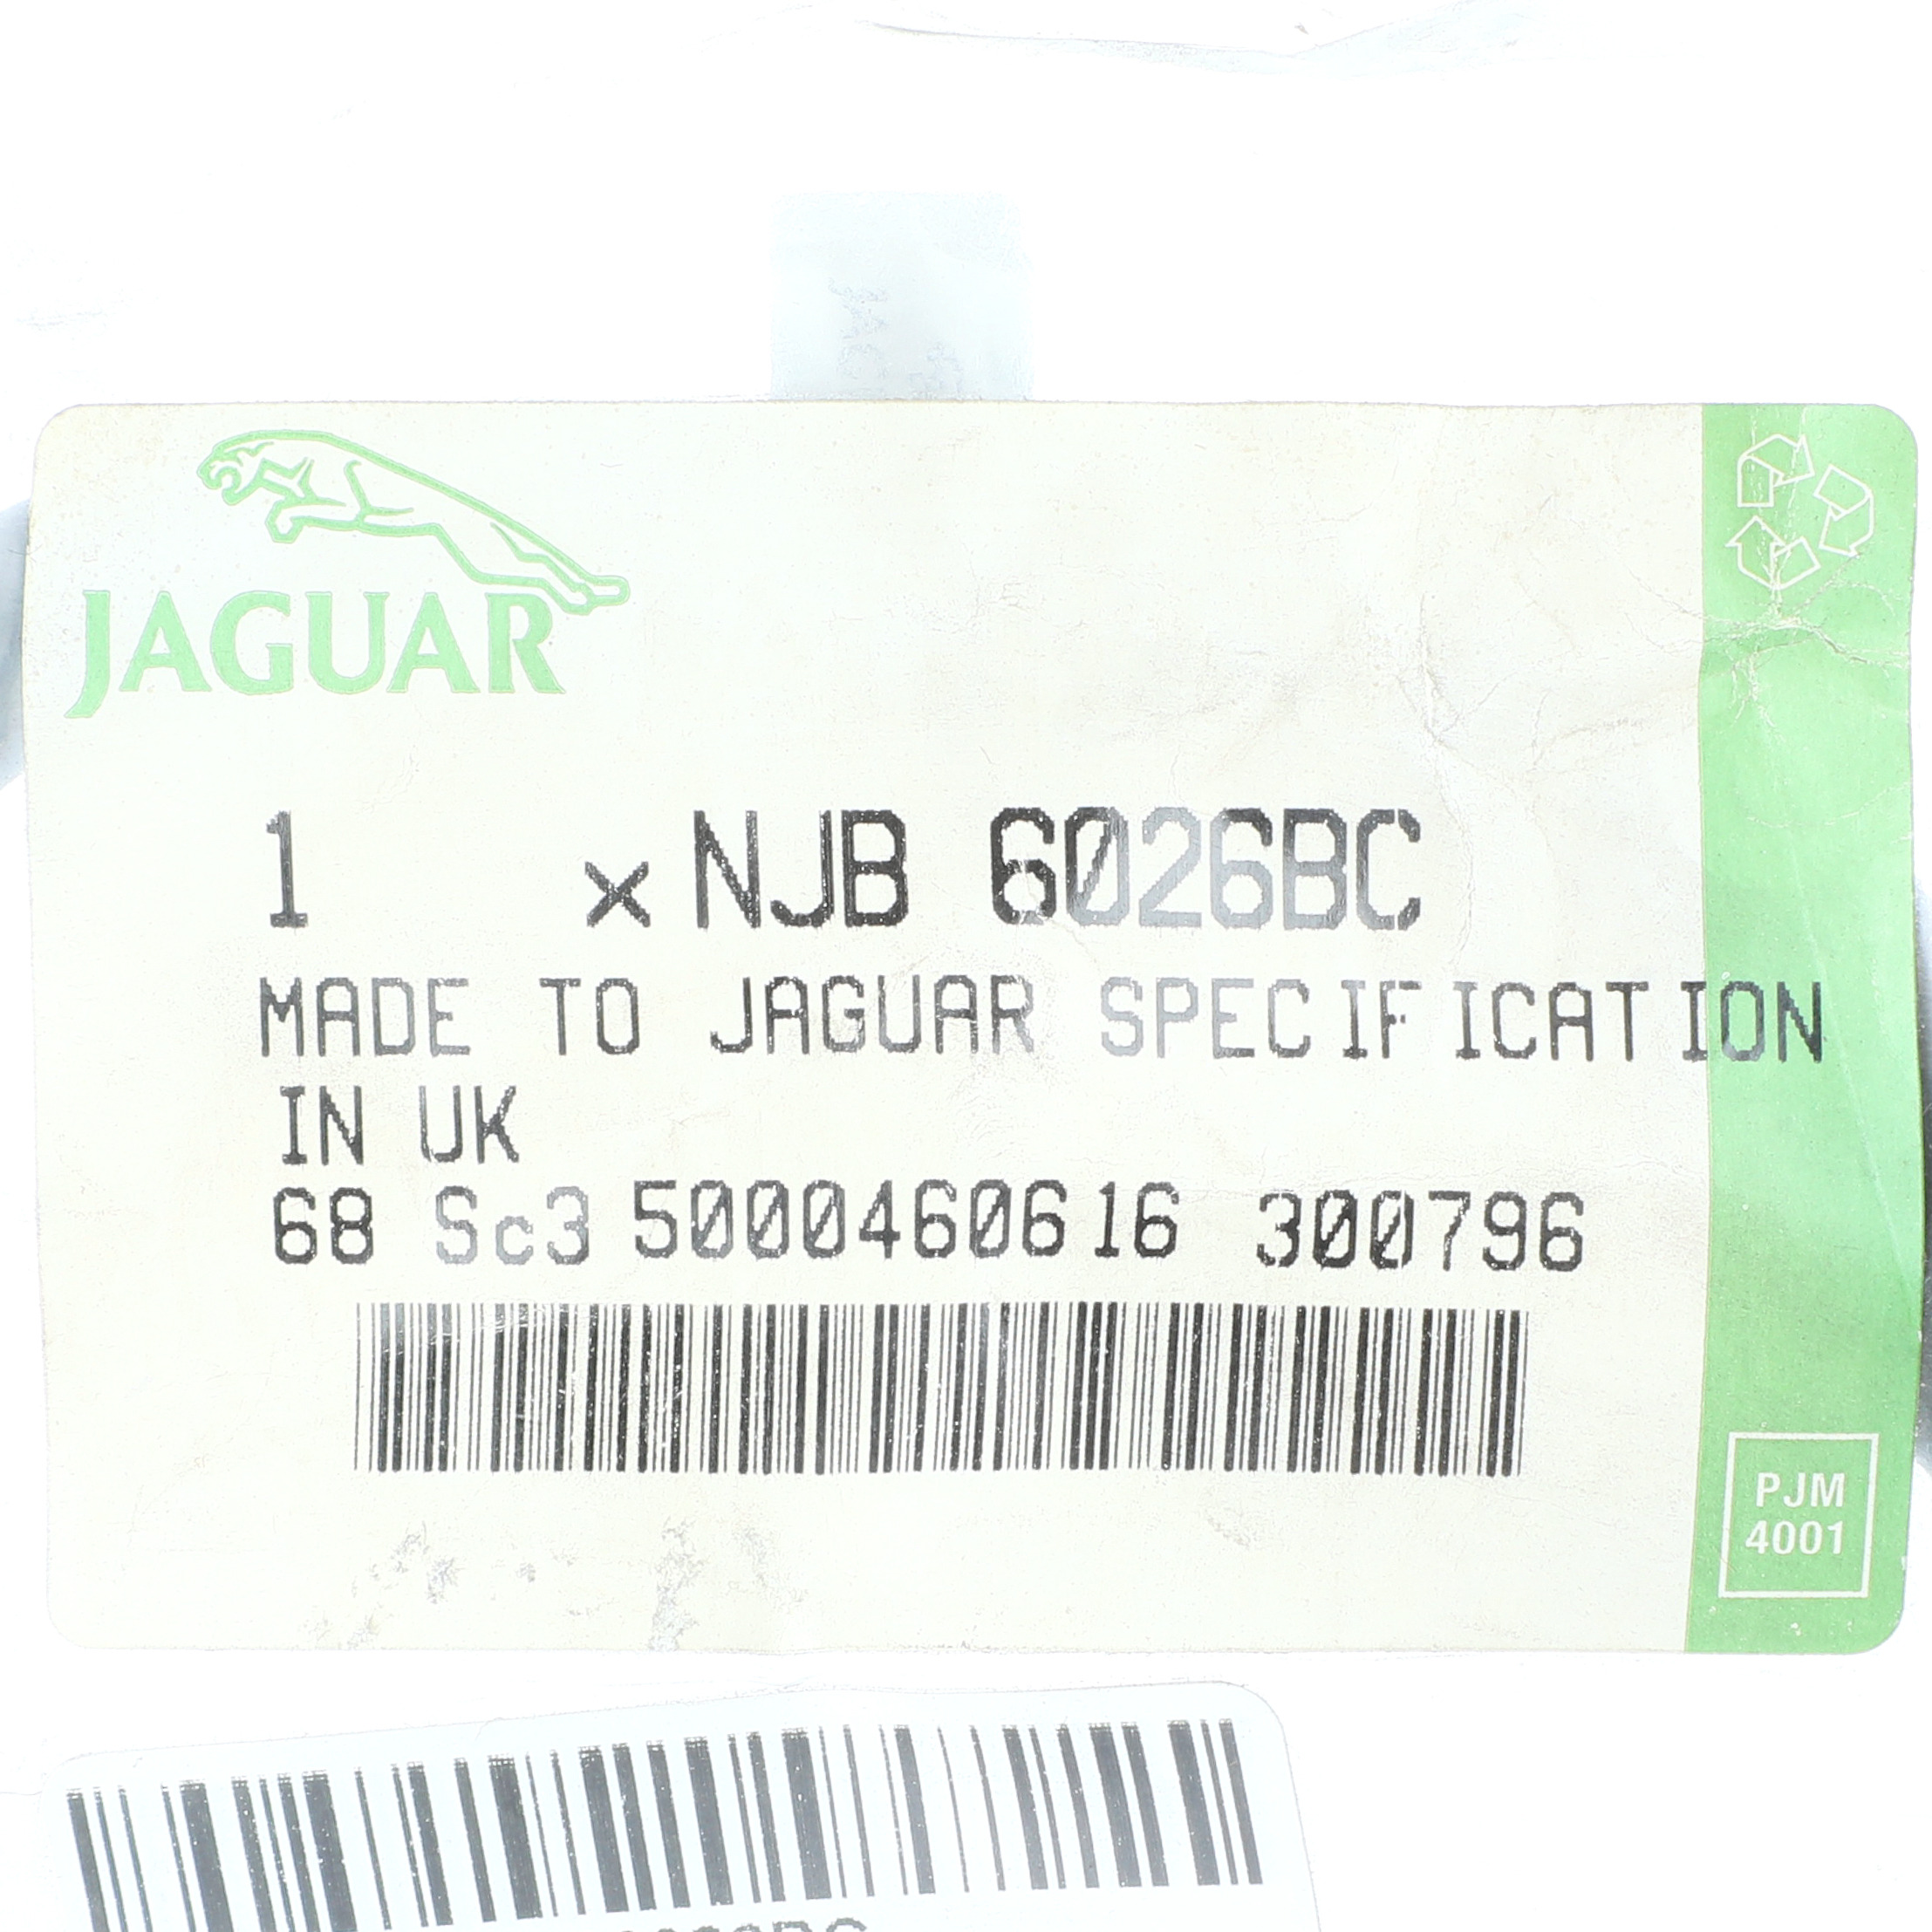 JAGUAR
1 x NJB 6026BC
MADE TO JAGUAR SPECIFICATION
IN UK
68 Sc3 5000460616 300796
PJM
4001